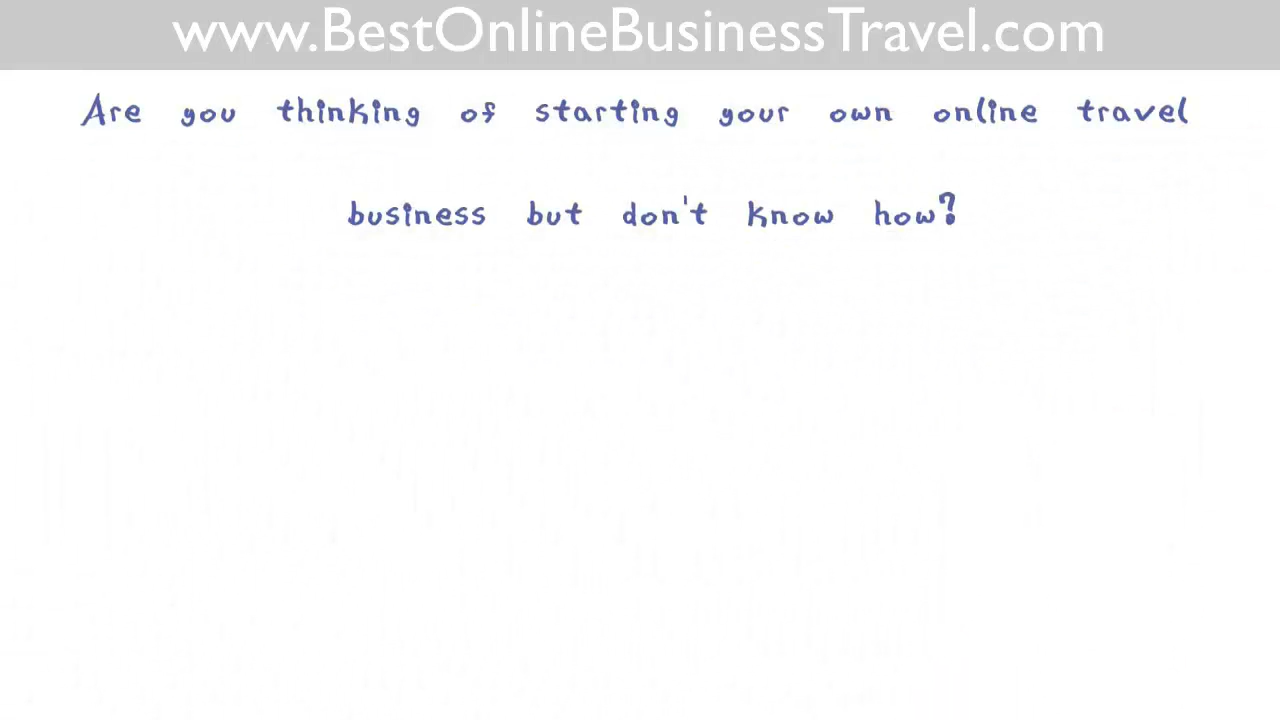 www.BestOnlineBusinessTravel.com
Are you thinking of starting your own online travel
business but don't know how?